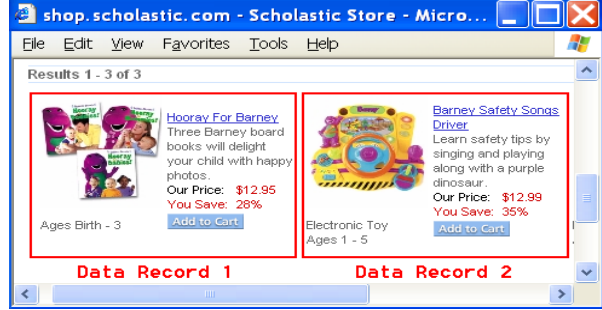 shop.scholastic.com - Scholastic Store - Micro...
File Edit View Favorites Tools Help
Results 1 - 3 of 3
Hooray For Barney
Three Barney board
books will delight
your child with happy
photos.
Our Price: $12.95
You Save: 28%
Add to Cart
Ages Birth - 3
Barney Safety Songs
Driver
Learn safety tips by
singing and playing
along with a purple
dinosaur.
Our Price: $12.99
You Save: 35%
Add to Cart
Electronic Toy
Ages 1 - 5
Data Record 1
Data Record 2